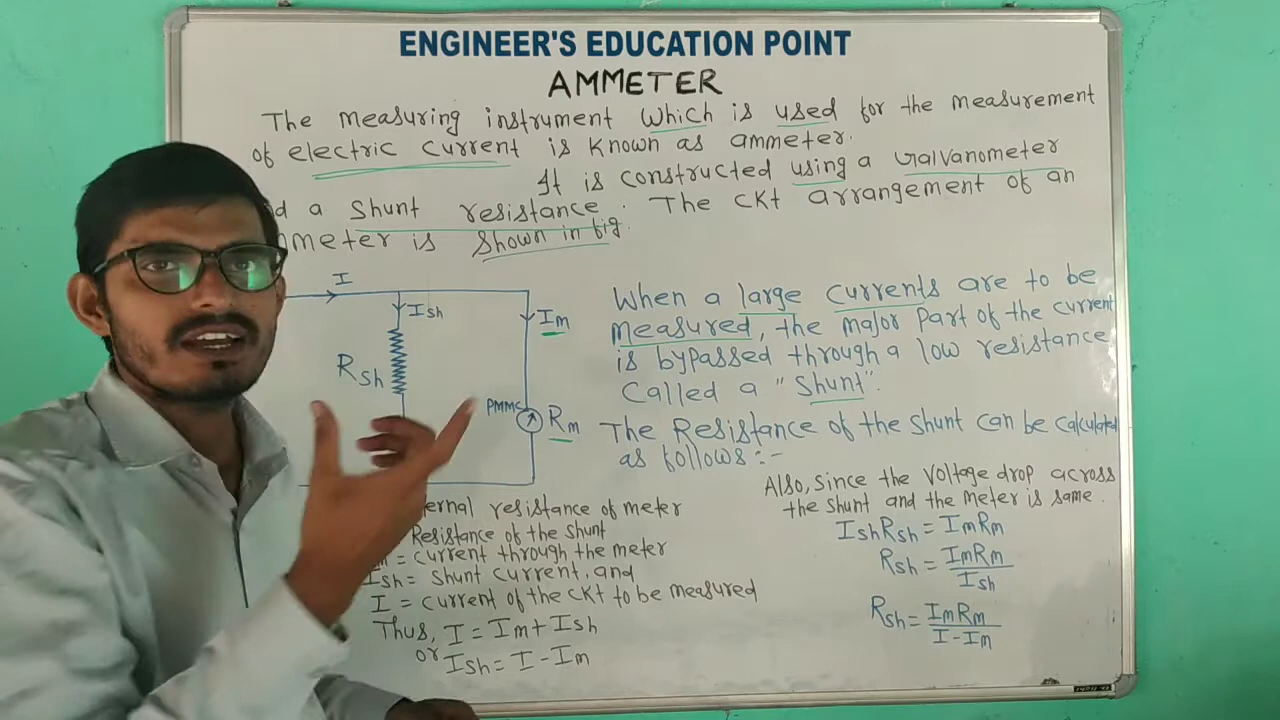 ENGINEER'S EDUCATION POINT
AMMETER
The measuring instrument which is used for the measurement
of electric current is known as ammeter.
It is constructed using a Galvanometer
d a shunt resistance. The ckt arrangement of an
mmeter is shown in fig.
I
Ish
Im
Rsh
PMMC
Rm
When a large currents are to be
measured, the major part of the current
is bypassed through a low resistance
called a "shunt".
The Resistance of the shunt can be calculated
as follows:-
ernal resistance of meter
Resistance of the shunt
= current through the meter
Ish = Shunt current, and
I = current of the ckt to be measured
Thus, I = Im + Ish
or Ish = I - Im
Also, since the voltage drop across
the shunt and the meter is same.
IshRsh = ImRm
Rsh = ImRm / Ish
Rsh = ImRm / I - Im